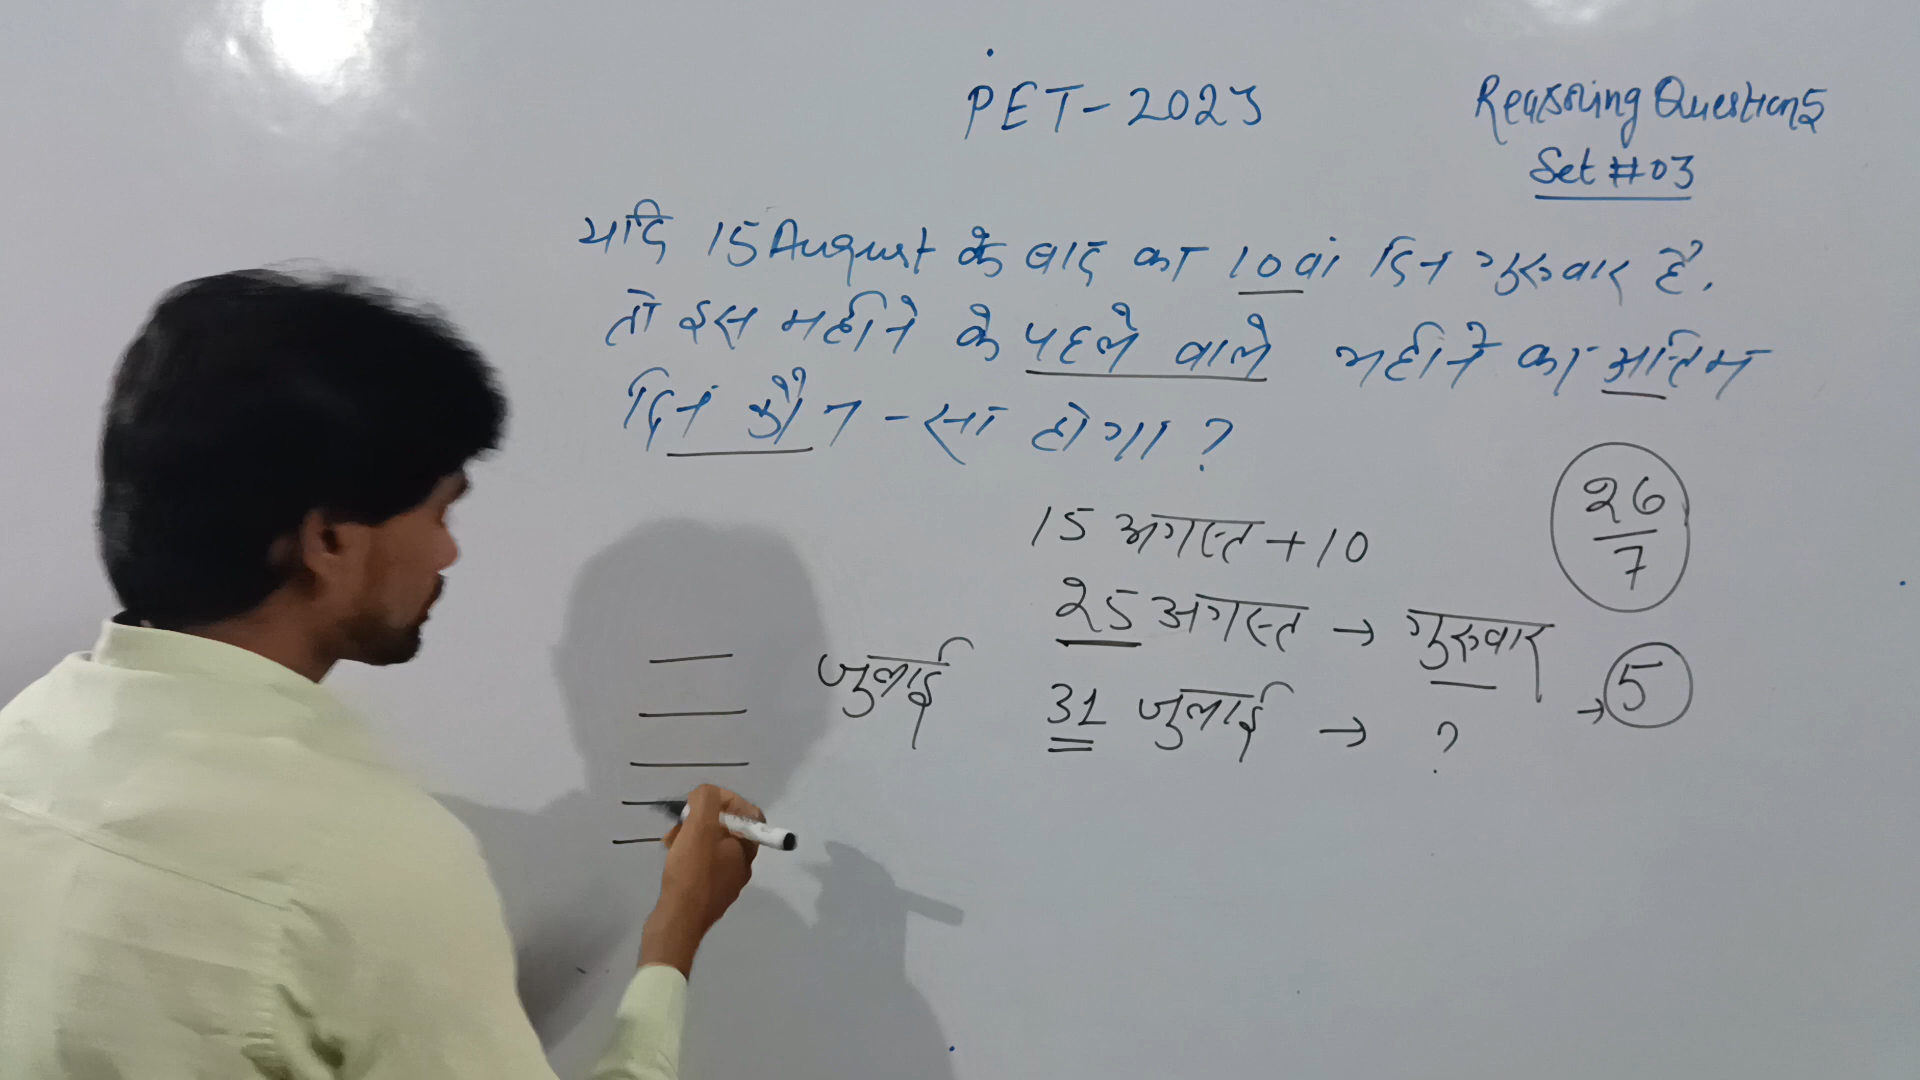 PET-2023
Reasoning Questions
Set #03
यदि 15 August के बाद का 10वां दिन गुरुवार है.
तो इस महीने के पहले वाले महीने का अंतिम
दिन कौन-सा होगा ?
15 अगस्त + 10
26
7
25 अगस्त → गुरुवार
जुलाई
31 जुलाई → ?
→ 5